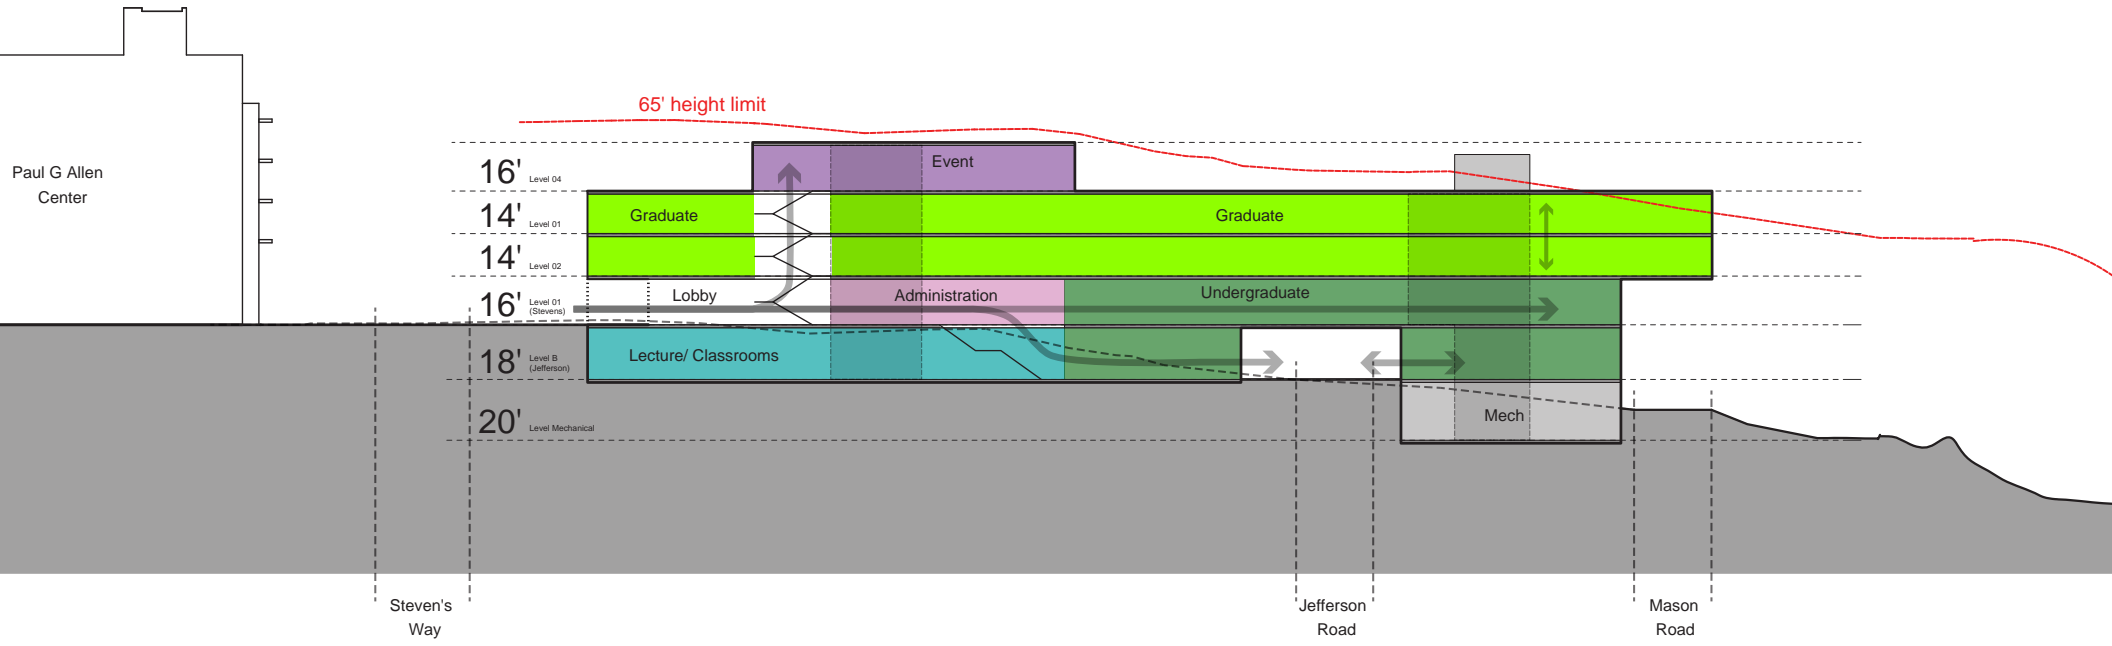 65' height limit
Paul G Allen
Center
16' Level 04
Event
14' Level 01
Graduate
Graduate
14' Level 02
16' Level 01
(Stevens)
Lobby
Administration
Undergraduate
18' Level B
(Jefferson)
Lecture/ Classrooms
20' Level Mechanical
Mech
Steven's
Way
Jefferson
Road
Mason
Road